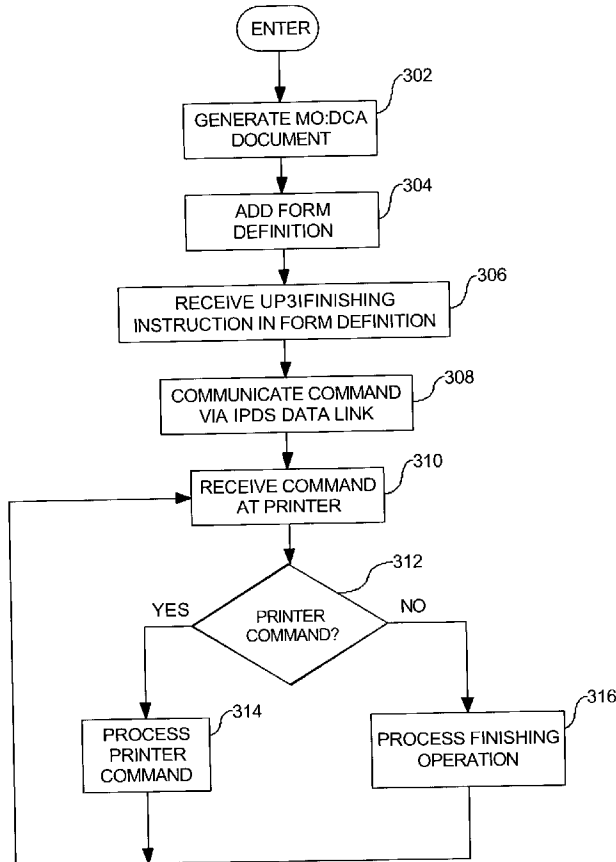 ENTER
302
GENERATE MO:DCA
DOCUMENT
304
ADD FORM
DEFINITION
306
RECEIVE UP3IFINISHING
INSTRUCTION IN FORM DEFINITION
308
COMMUNICATE COMMAND
VIA IPDS DATA LINK
310
RECEIVE COMMAND
AT PRINTER
312
YES
PRINTER
COMMAND?
NO
314
PROCESS
PRINTER
COMMAND
316
PROCESS FINISHING
OPERATION